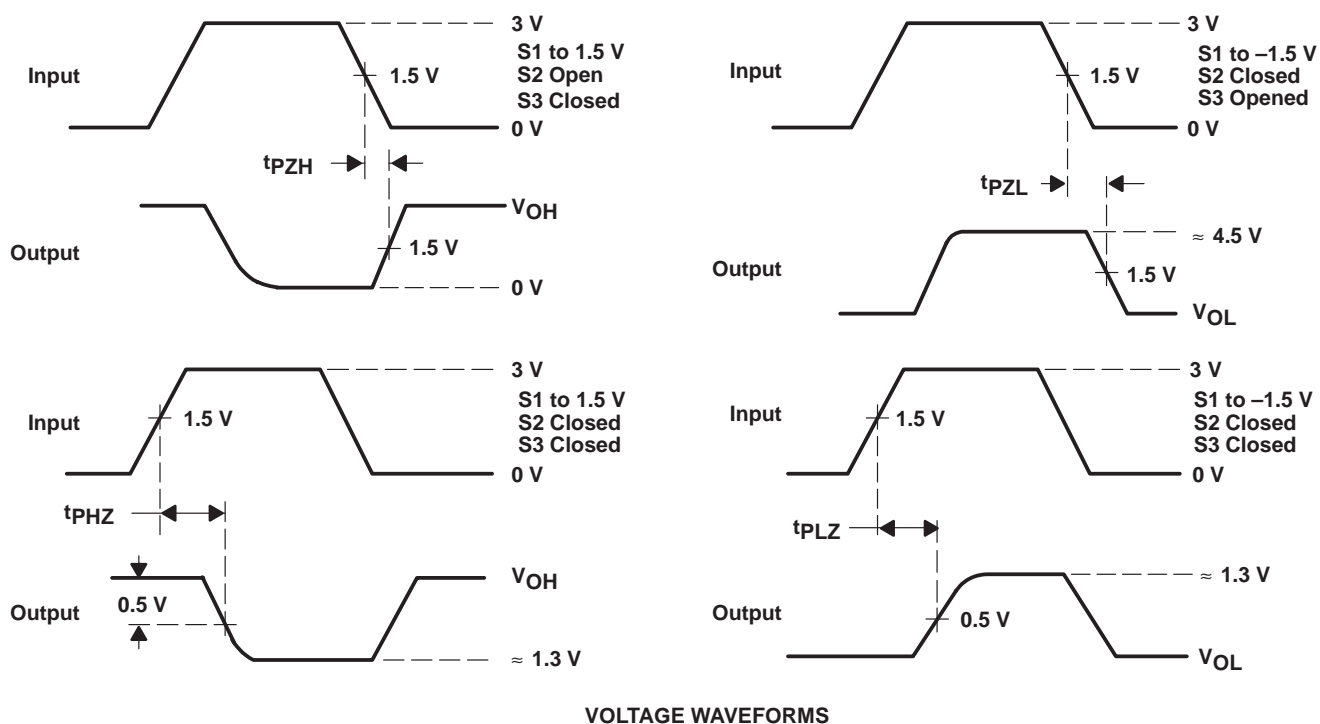 3 V
S1 to 1.5 V
S2 Open
S3 Closed
Input
1.5 V
0 V
tPZH
VOH
Output
1.5 V
0 V
3 V
S1 to –1.5 V
S2 Closed
S3 Opened
Input
1.5 V
0 V
tPZL
≈ 4.5 V
Output
1.5 V
VOL
3 V
S1 to 1.5 V
S2 Closed
S3 Closed
Input
1.5 V
0 V
tPHZ
VOH
Output
0.5 V
≈ 1.3 V
3 V
S1 to –1.5 V
S2 Closed
S3 Closed
Input
1.5 V
0 V
tPLZ
≈ 1.3 V
Output
0.5 V
VOL
VOLTAGE WAVEFORMS